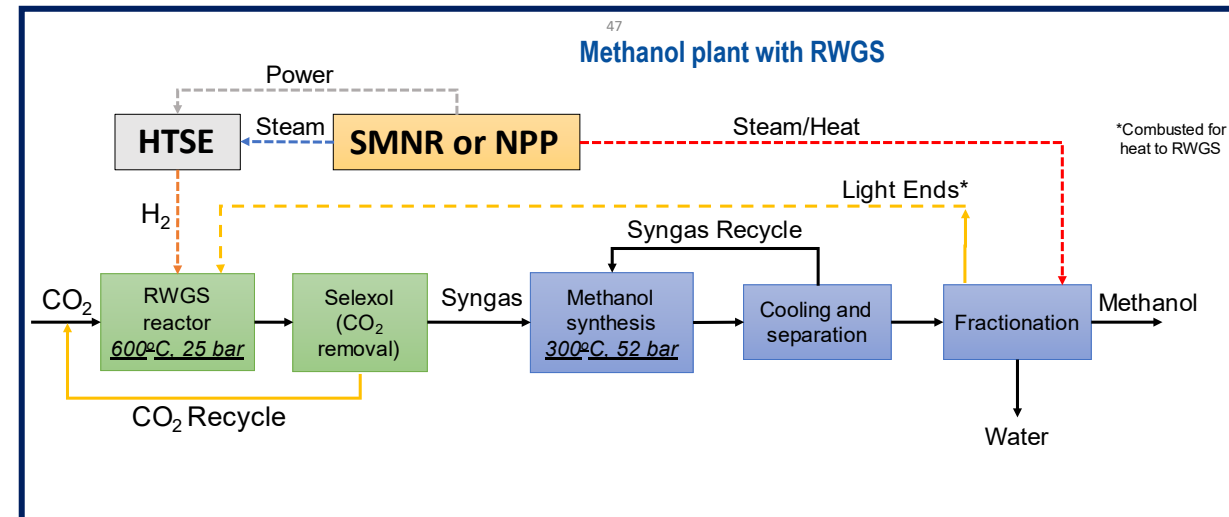 47
Methanol plant with RWGS
Power
HTSE
Steam
SMNR or NPP
Steam/Heat
*Combusted for
heat to RWGS
H₂
Light Ends*
Syngas Recycle
CO₂
RWGS
reactor
600ºC, 25 bar
Selexol
(CO₂
removal)
Syngas
Methanol
synthesis
300ºC, 52 bar
Cooling and
separation
Fractionation
Methanol
CO₂ Recycle
Water